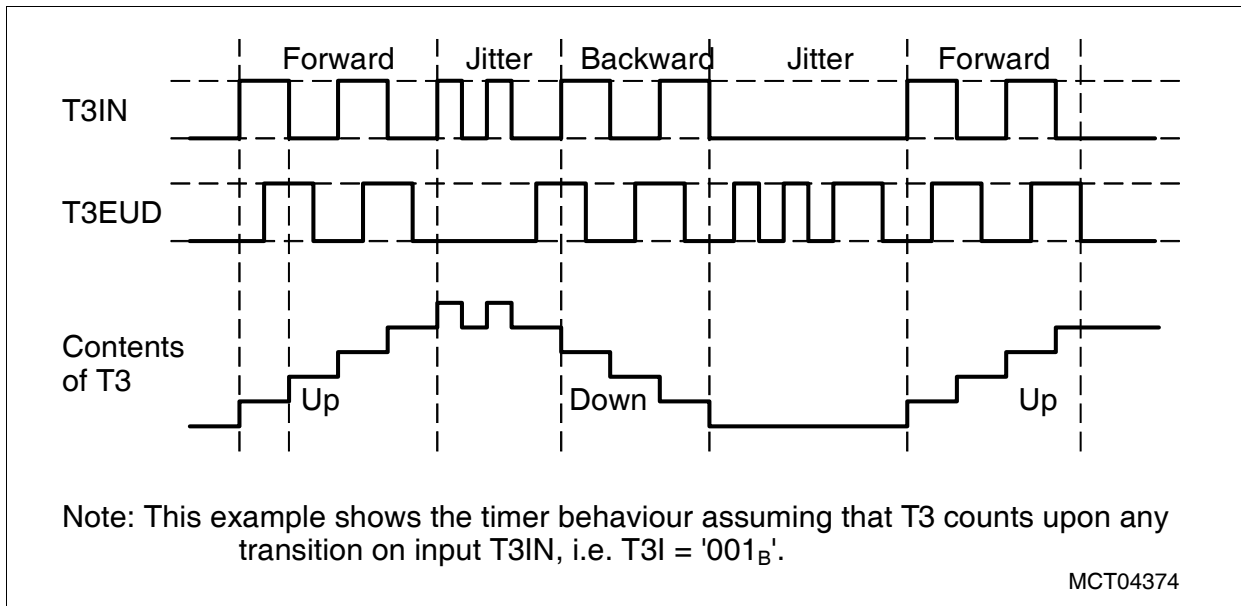 Forward Jitter Backward Jitter Forward
T3IN
T3EUD
Contents
of T3
Up Down Up
Note: This example shows the timer behaviour assuming that T3 counts upon any
transition on input T3IN, i.e. T3I = '001B'.
MCT04374